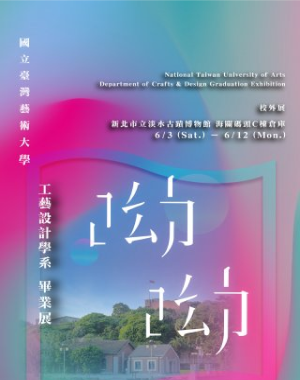 國立臺灣藝術大學
工藝設計學系 畢業展
National Taiwan University of Arts
Department of Crafts & Design Graduation Exhibition
校外展
新北市立淡水古蹟博物館 海關碼頭C棟倉庫
6/3 (Sat.) — 6/12 (Mon.)
呦
呦